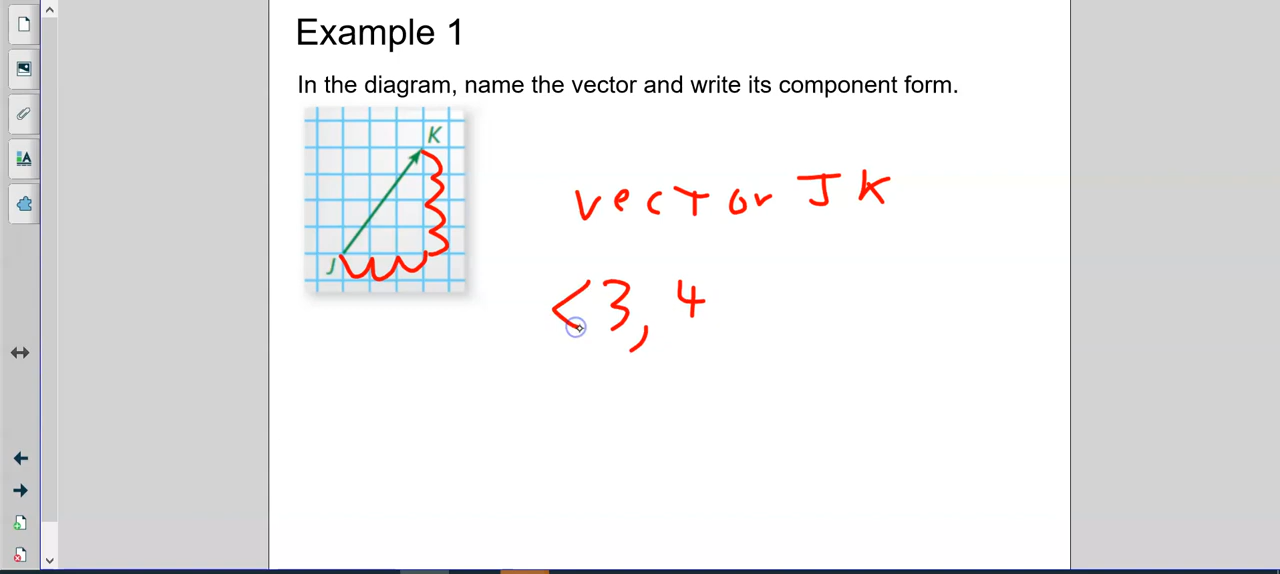 Example 1
In the diagram, name the vector and write its component form.
K
vector JK
J
<3, 4